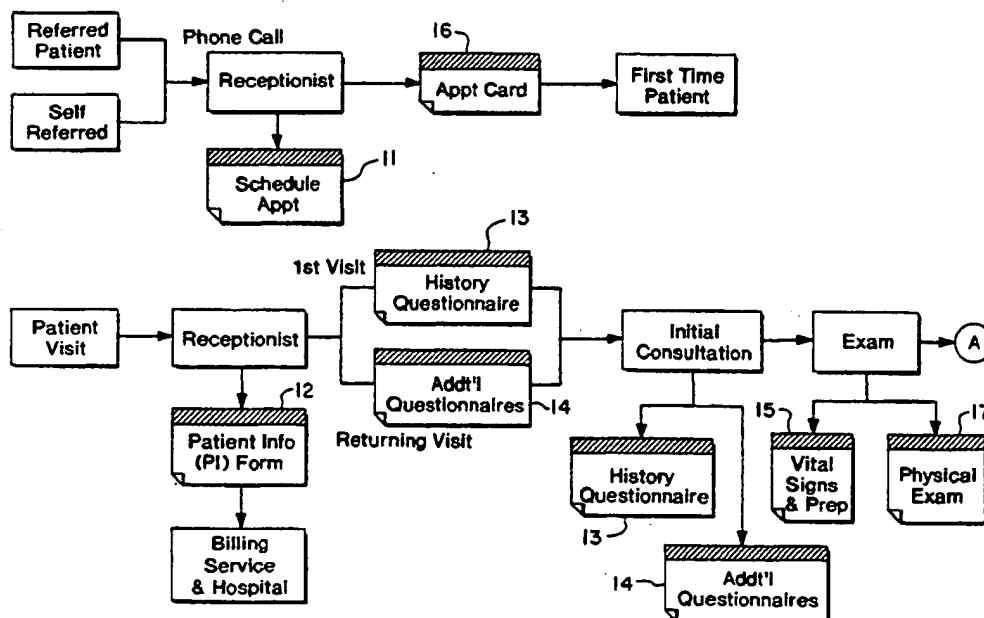 Referred
Patient
Phone Call
Receptionist
16
Appt Card
First Time
Patient
Self
Referred
11
Schedule
Appt
13
1st Visit
History
Questionnaire
Patient
Visit
Receptionist
Initial
Consultation
Exam
A
Addt'l
Questionnaires
14
Returning Visit
12
Patient Info
(PI) Form
15
17
History
Questionnaire
13
Vital
Signs
& Prep
Physical
Exam
Billing
Service
& Hospital
14
Addt'l
Questionnaires